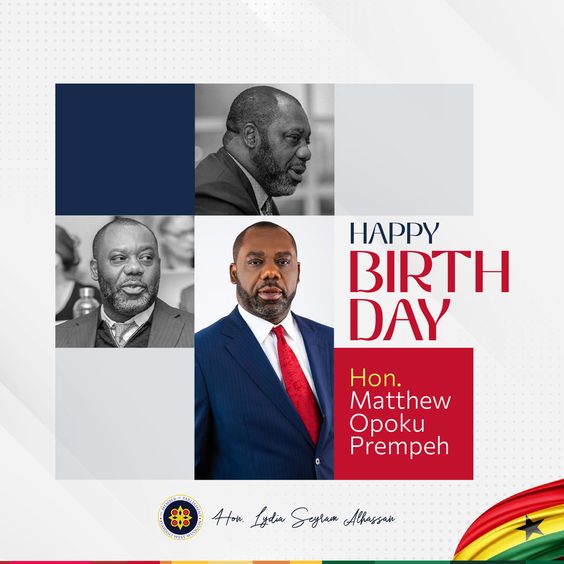 HAPPY
BIRTH
DAY
Hon.
Matthew
Opoku
Prempeh
Hon. Lydia Seyram Alhassan